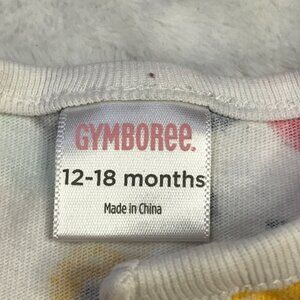 GYMBOREE.
12-18 months
Made in China